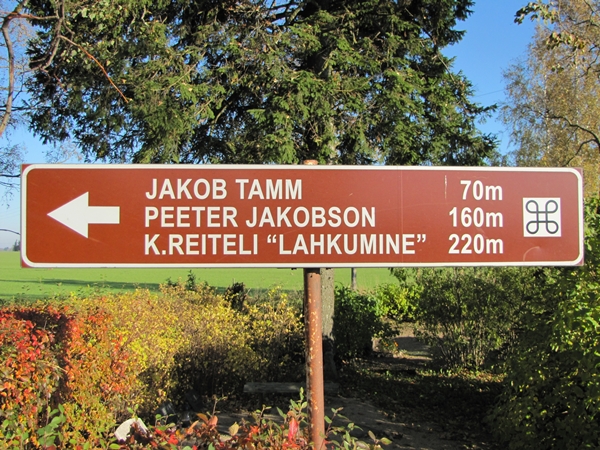 JAKOB TAMM 70m
PEETER JAKOBSON 160m
K.REITELI “LAHKUMINE” 220m